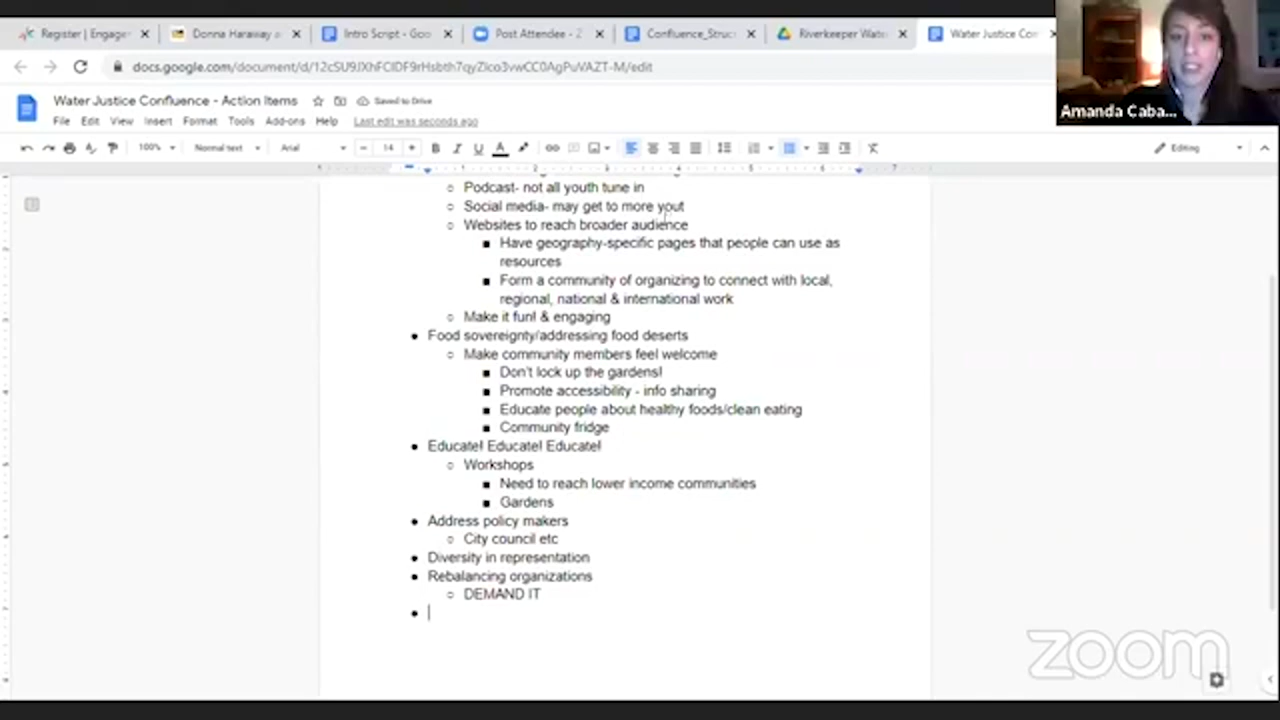 Register | Engage
Donna Haraway a
Intro Script - Goo
Post Attendee - Z
Confluence_Struc
Riverkeeper Wate
Water Justice Con
docs.google.com/document/d/
/edit
Water Justice Confluence - Action Items
Saved to Drive
File Edit View Insert Format Tools Add-ons Help Last edit was seconds ago
100% Normal text Arial 14 B I U A Editing
Amanda Caba...
Podcast- not all youth tune in
Social media- may get to more yout
Websites to reach broader audience
Have geography-specific pages that people can use as
resources
Form a community of organizing to connect with local,
regional, national & international work
Make it fun! & engaging
Food sovereignty/addressing food deserts
Make community members feel welcome
Don't lock up the gardens!
Promote accessibility - info sharing
Educate people about healthy foods/clean eating
Community fridge
Educate! Educate! Educate!
Workshops
Need to reach lower income communities
Gardens
Address policy makers
City council etc
Diversity in representation
Rebalancing organizations
DEMAND IT
zoom